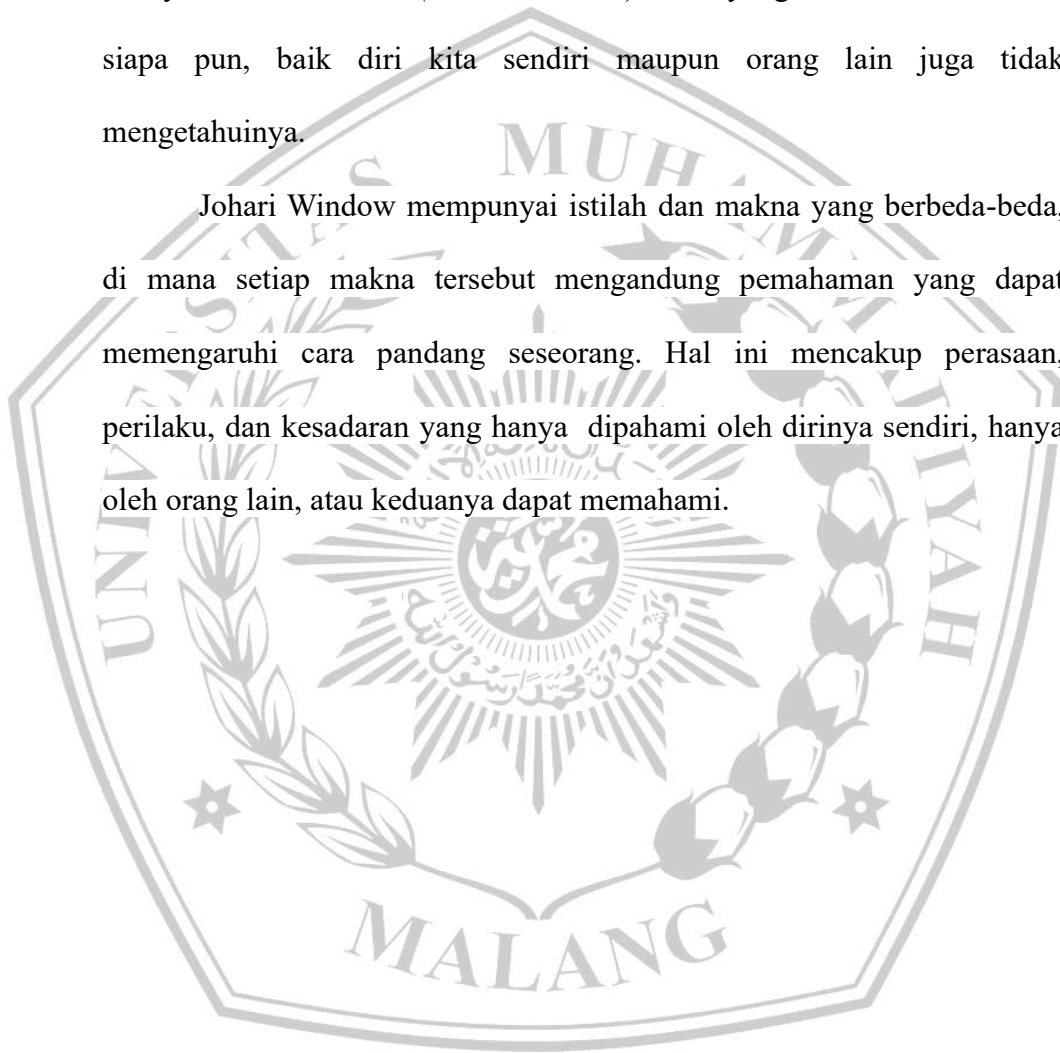 siapa pun, baik diri kita sendiri maupun orang lain juga tidak
mengetahuinya.
Johari Window mempunyai istilah dan makna yang berbeda-beda,
di mana setiap makna tersebut mengandung pemahaman yang dapat
memengaruhi cara pandang seseorang. Hal ini mencakup perasaan,
perilaku, dan kesadaran yang hanya dipahami oleh dirinya sendiri, hanya
oleh orang lain, atau keduanya dapat memahami.
UNIVERSITAS MUHAMMADIYAH
MALANG